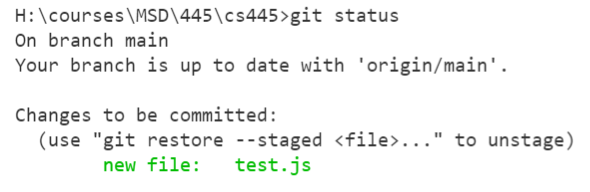 H:\courses\MSD\445\cs445>git status
On branch main
Your branch is up to date with 'origin/main'.

Changes to be committed:
  (use "git restore --staged <file>..." to unstage)
        new file:   test.js